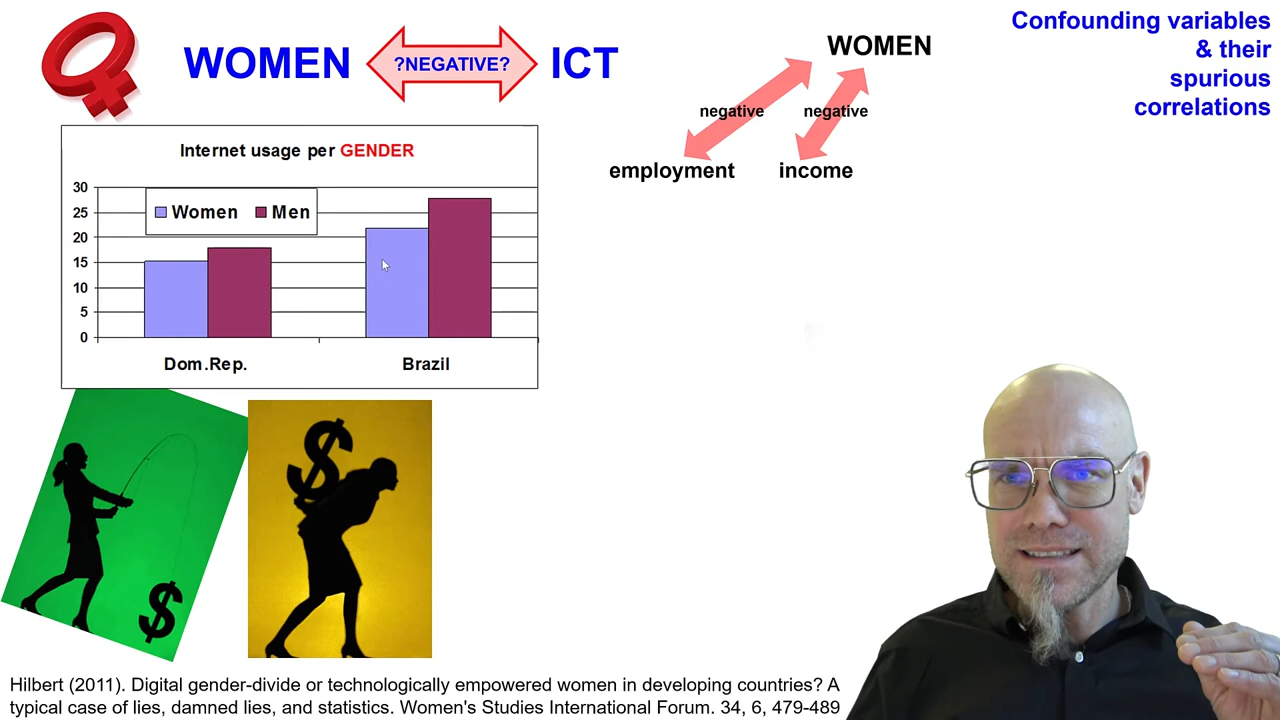 WOMEN
?NEGATIVE?
ICT
WOMEN
negative
negative
employment
income
Confounding variables
& their
spurious
correlations
Internet usage per GENDER
30
25
20
15
10
5
0
Women
Men
Dom.Rep.
Brazil
$
$
Hilbert (2011). Digital gender-divide or technologically empowered women in developing countries? A
typical case of lies, damned lies, and statistics. Women's Studies International Forum. 34, 6, 479-489